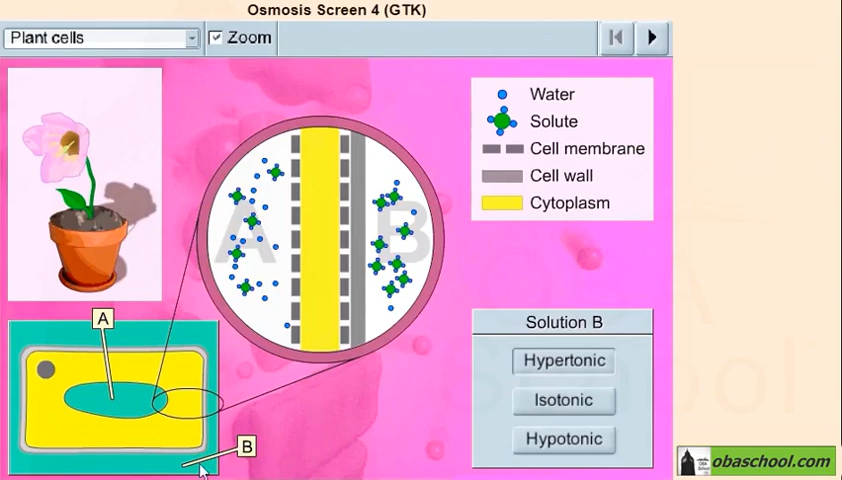 Osmosis Screen 4 (GTK)
Plant cells
Zoom
Water
Solute
Cell membrane
Cell wall
Cytoplasm
A
B
A
B
Solution B
Hypertonic
Isotonic
Hypotonic
obaschool.com